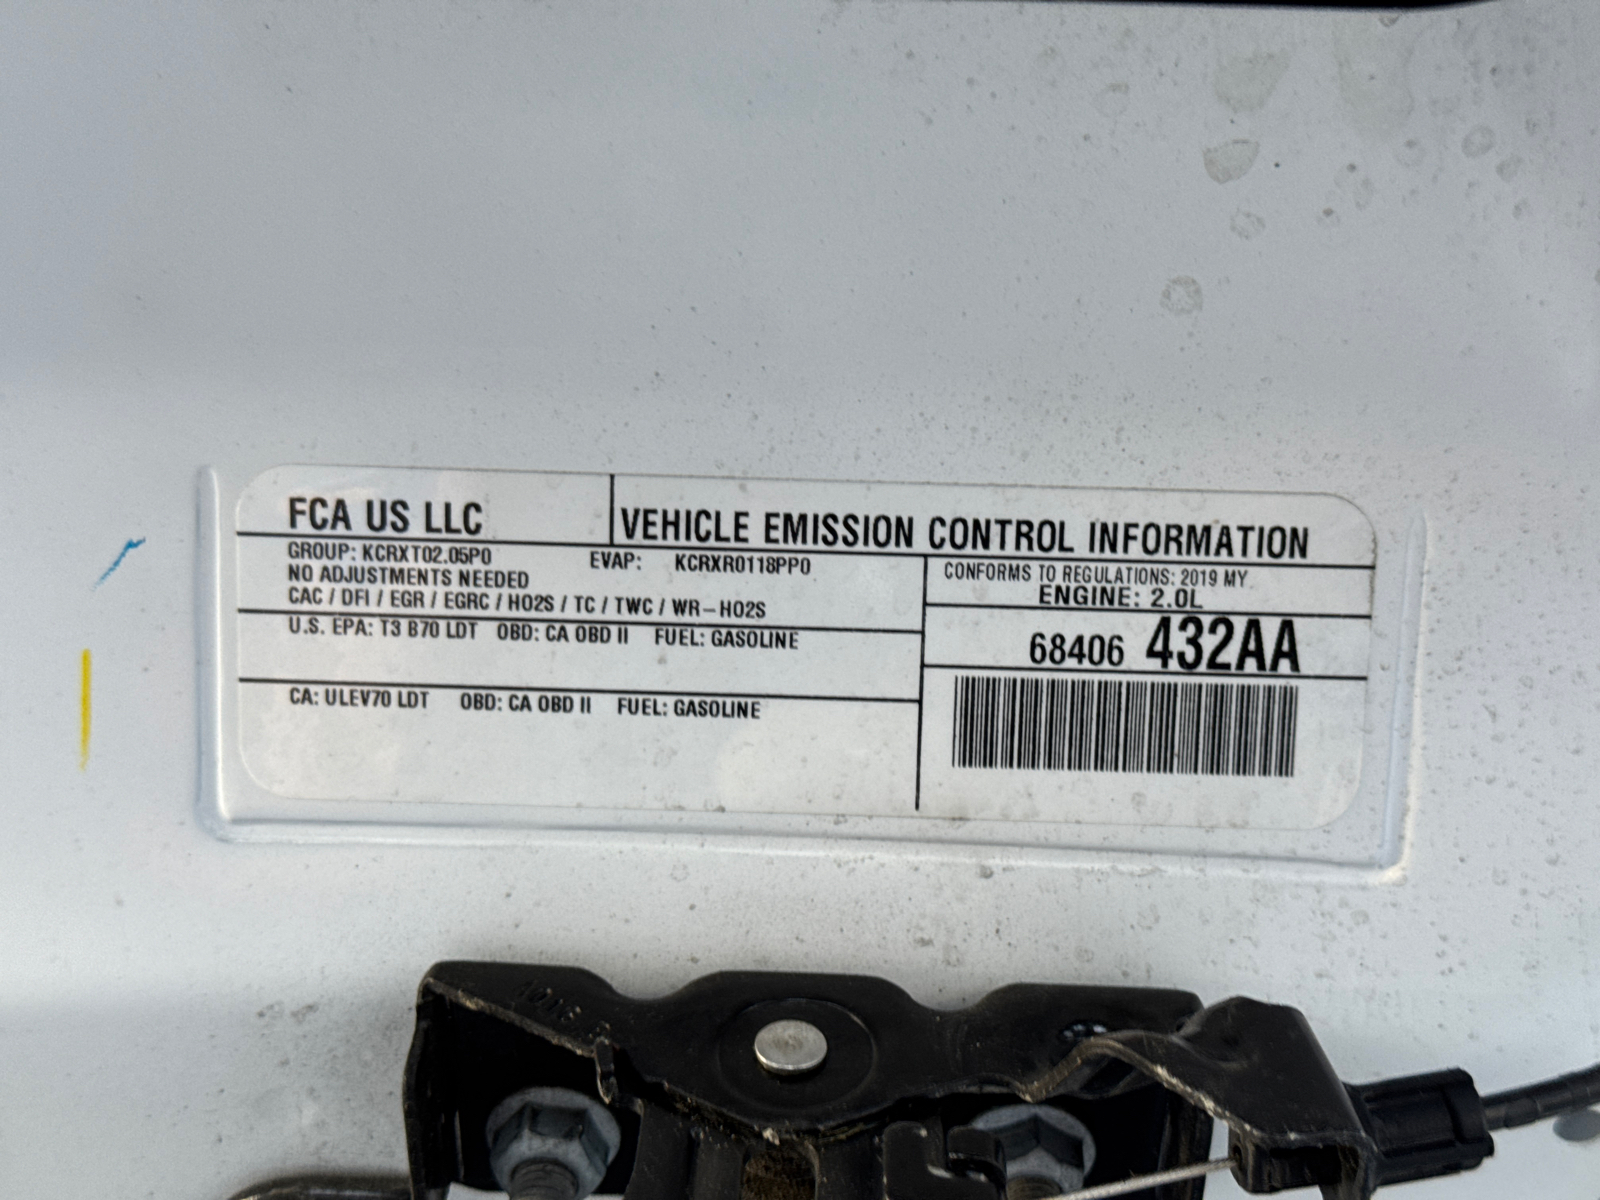 FCA US LLC
VEHICLE EMISSION CONTROL INFORMATION
GROUP: KCRXT02.05P0 EVAP: KCRXR0118PP0
NO ADJUSTMENTS NEEDED
CAC / DFI / EGR / EGRC / HO2S / TC / TWC / WR-HO2S
U.S. EPA: T3 B70 LDT OBD: CA OBD II FUEL: GASOLINE
CA: ULEV70 LDT OBD: CA OBD II FUEL: GASOLINE
CONFORMS TO REGULATIONS: 2019 MY
ENGINE: 2.0L
68406 432AA